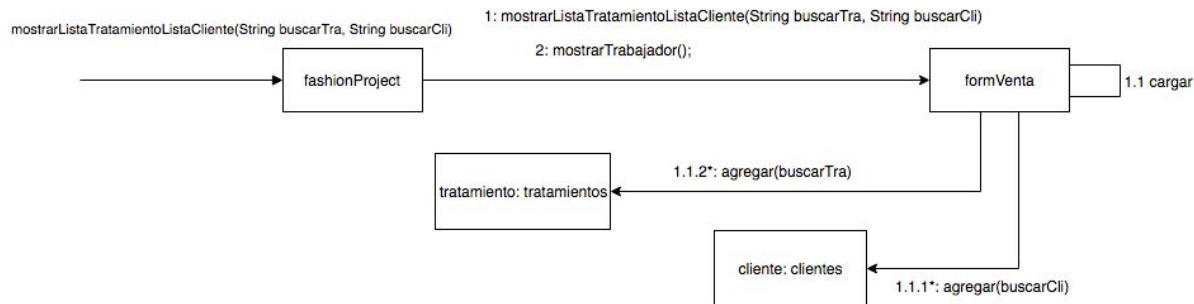 1: mostrarListaTratamientoListaCliente(String buscarTra, String buscarCli)
mostrarListaTratamientoListaCliente(String buscarTra, String buscarCli)
2: mostrarTrabajador();
fashionProject
formVenta
1.1 cargar
1.1.2*: agregar(buscarTra)
tratamiento: tratamientos
cliente: clientes
1.1.1*: agregar(buscarCli)